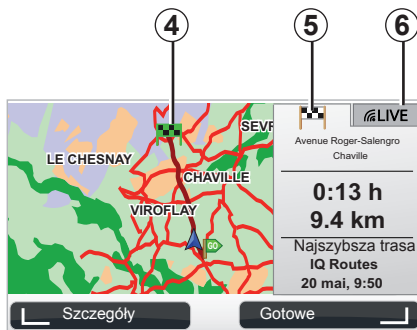 4 5 6
LIVE
SEVR
Avenue Roger-Salengro
Chaville
LE CHESNAY
CHAVILLE
0:13 h
VIROFLAY
9.4 km
GO
Najszybsza trasa
IQ Routes
20 mai, 9:50
Szczegóły Gotowe